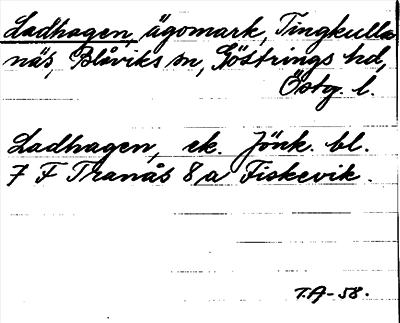 Ladhagen, ägomark, Tingkulla
näs, Blåviks sn, Göstrings hd,
Östg. l.
Ladhagen, ek. Jönk. bl.
7 F Tranås 8 a Fiskevik.
T.A-58.